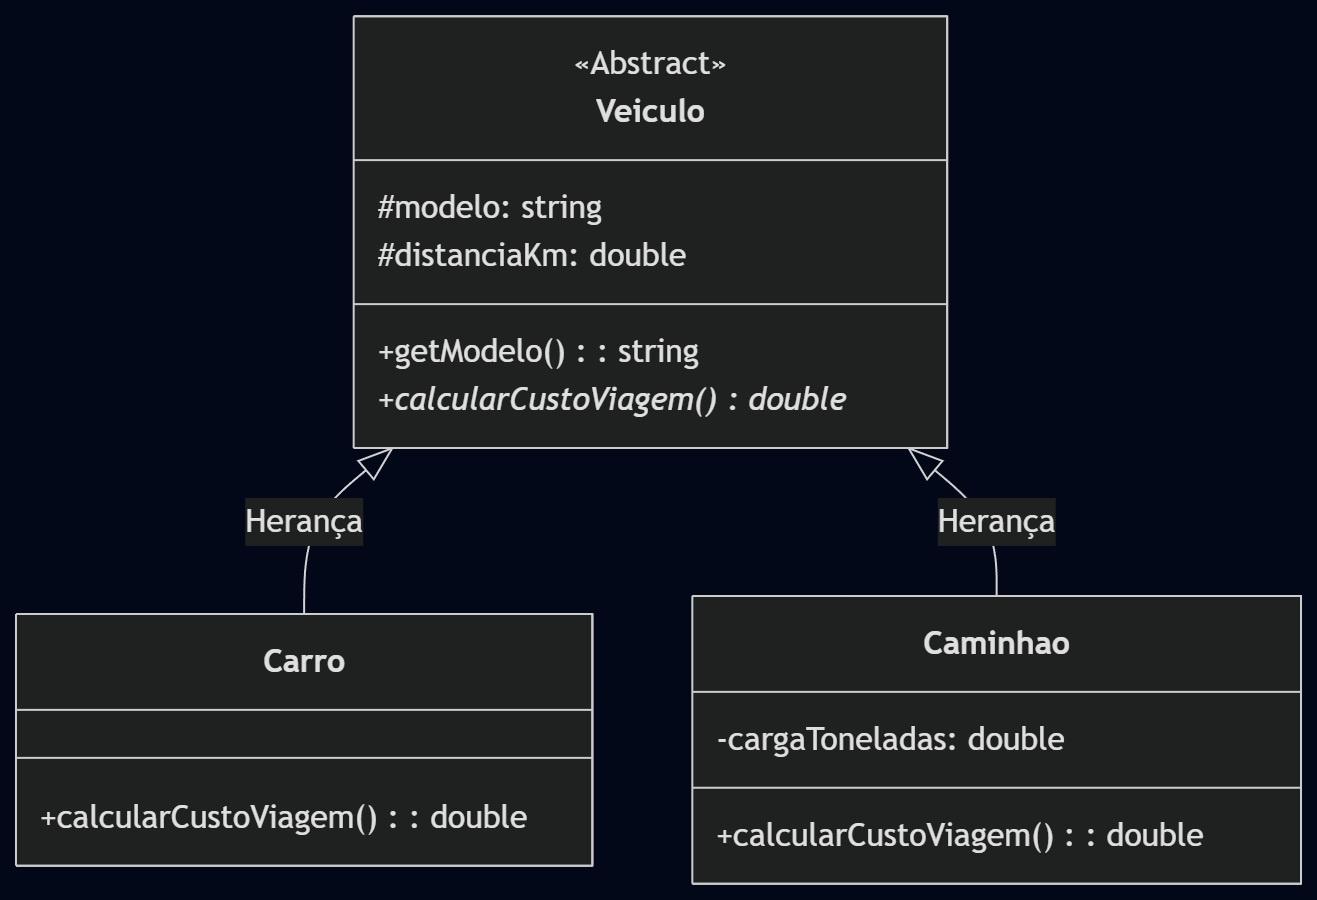 «Abstract»
Veiculo
#modelo: string
#distanciaKm: double
+getModelo() : : string
+calcularCustoViagem() : double
Herança
Herança
Carro
+calcularCustoViagem() : : double
Caminhao
-cargaToneladas: double
+calcularCustoViagem() : : double